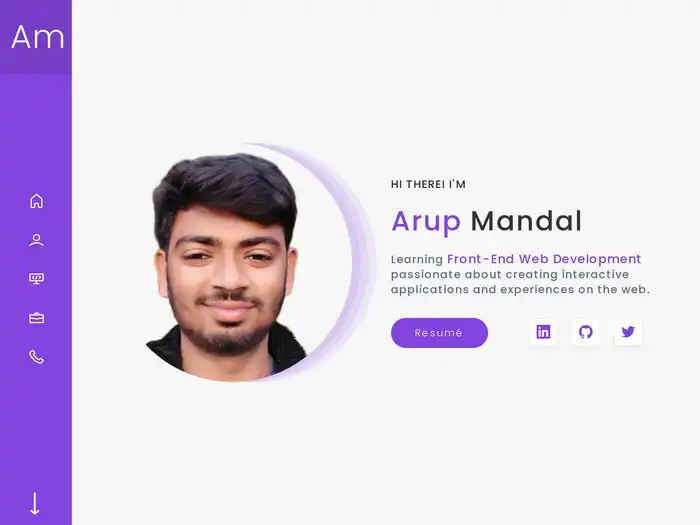 Am
HI THERE! I'M
Arup Mandal
Learning Front-End Web Development
passionate about creating interactive
applications and experiences on the web.
Resumé